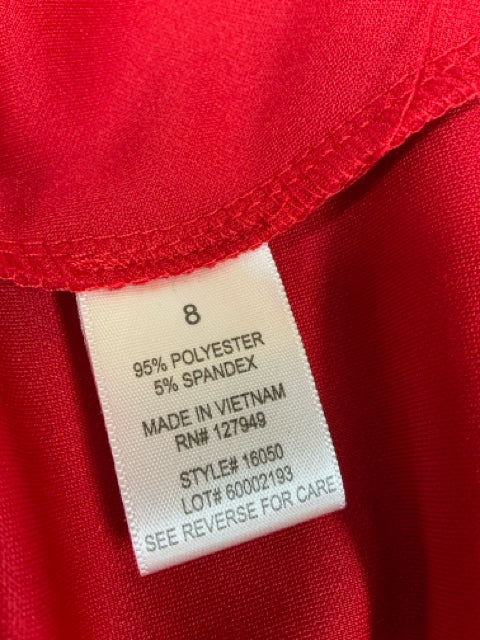 8
95% POLYESTER
5% SPANDEX
MADE IN VIETNAM
RN# 127949
STYLE# 16050
LOT# 60002193
SEE REVERSE FOR CARE